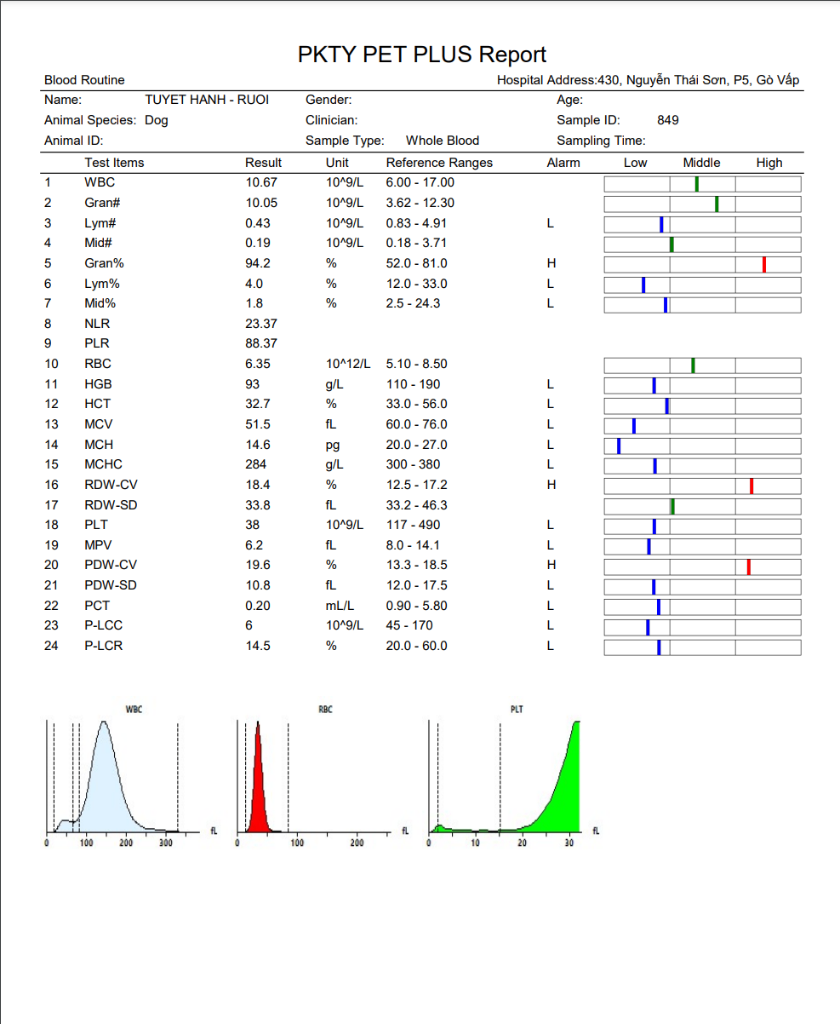 PKTY PET PLUS Report
Blood Routine Hospital Address:430, Nguyễn Thái Sơn, P5, Gò Vấp
Name: TUYET HANH - RUOI Gender: Age:
Animal Species: Dog Clinician: Sample ID: 849
Animal ID: Sample Type: Whole Blood Sampling Time:
Test Items Result Unit Reference Ranges Alarm Low Middle High
1 WBC 10.67 10^9/L 6.00 - 17.00
2 Gran# 10.05 10^9/L 3.62 - 12.30
3 Lym# 0.43 10^9/L 0.83 - 4.91 L
4 Mid# 0.19 10^9/L 0.18 - 3.71
5 Gran% 94.2 % 52.0 - 81.0 H
6 Lym% 4.0 % 12.0 - 33.0 L
7 Mid% 1.8 % 2.5 - 24.3 L
8 NLR 23.37
9 PLR 88.37
10 RBC 6.35 10^12/L 5.10 - 8.50
11 HGB 93 g/L 110 - 190 L
12 HCT 32.7 % 33.0 - 56.0 L
13 MCV 51.5 fL 60.0 - 76.0 L
14 MCH 14.6 pg 20.0 - 27.0 L
15 MCHC 284 g/L 300 - 380 L
16 RDW-CV 18.4 % 12.5 - 17.2 H
17 RDW-SD 33.8 fL 33.2 - 46.3
18 PLT 38 10^9/L 117 - 490 L
19 MPV 6.2 fL 8.0 - 14.1 L
20 PDW-CV 19.6 % 13.3 - 18.5 H
21 PDW-SD 10.8 fL 12.0 - 17.5 L
22 PCT 0.20 mL/L 0.90 - 5.80 L
23 P-LCC 6 10^9/L 45 - 170 L
24 P-LCR 14.5 % 20.0 - 60.0 L
WBC RBC PLT
fL fL fL
0 100 200 300 0 100 200 0 10 20 30